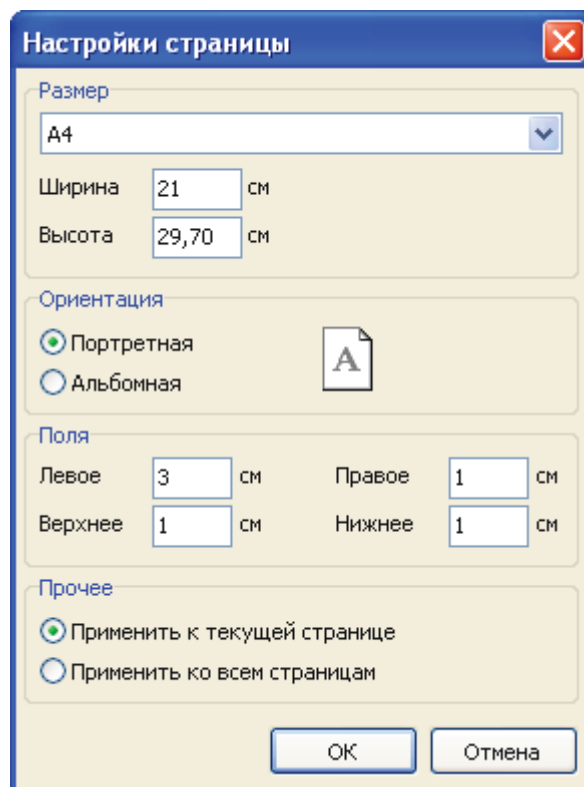 Настройки страницы
Размер
A4
Ширина 21 см
Высота 29,70 см
Ориентация
Портретная
A
Альбомная
Поля
Левое 3 см Правое 1 см
Верхнее 1 см Нижнее 1 см
Прочее
Применить к текущей странице
Применить ко всем страницам
OK Отмена